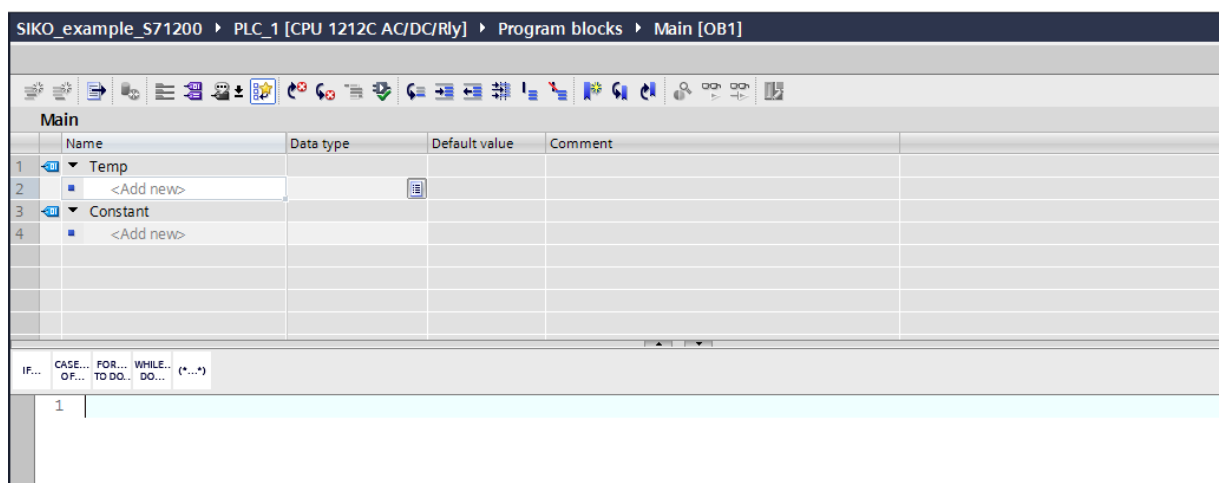 SIKO_example_S71200 ▸ PLC_1 [CPU 1212C AC/DC/Rly] ▸ Program blocks ▸ Main [OB1]
Main
Name Data type Default value Comment
1 Temp
2 <Add new>
3 Constant
4 <Add new>
IF... CASE... OF... FOR... TO DO.. WHILE.. DO... (*...*)
1